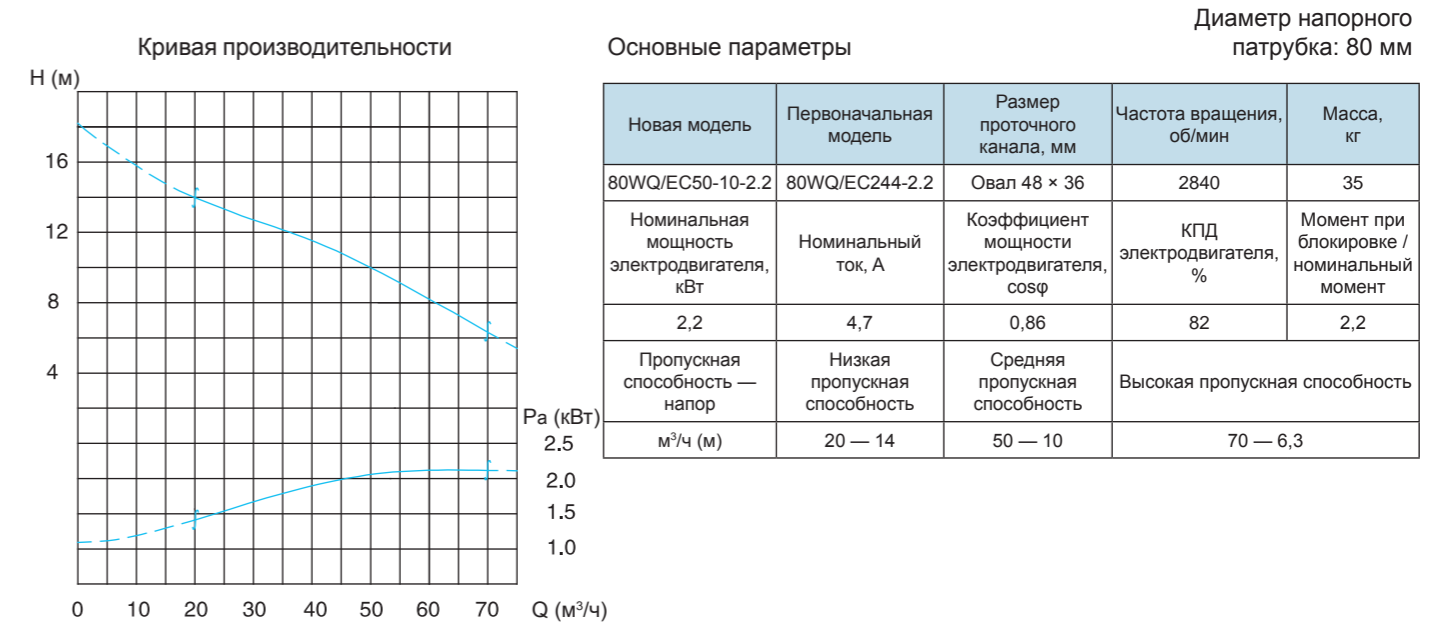 Диаметр напорного
патрубка: 80 мм
Кривая производительности
Основные параметры
H (м)
16
12
8
4
Pa (кВт)
2.5
2.0
1.5
1.0
0 10 20 30 40 50 60 70 Q (м³/ч)
Новая модель
Первоначальная
модель
Размер
проточного
канала, мм
Частота вращения,
об/мин
Масса,
кг
80WQ/EC50-10-2.2
80WQ/EC244-2.2
Овал 48 × 36
2840
35
Номинальная
мощность
электродвигателя,
кВт
Номинальный
ток, А
Коэффициент
мощности
электродвигателя,
cosφ
КПД
электродвигателя,
%
Момент при
блокировке /
номинальный
момент
2,2
4,7
0,86
82
2,2
Пропускная
способность —
напор
Низкая
пропускная
способность
Средняя
пропускная
способность
Высокая пропускная способность
м³/ч (м)
20 — 14
50 — 10
70 — 6,3